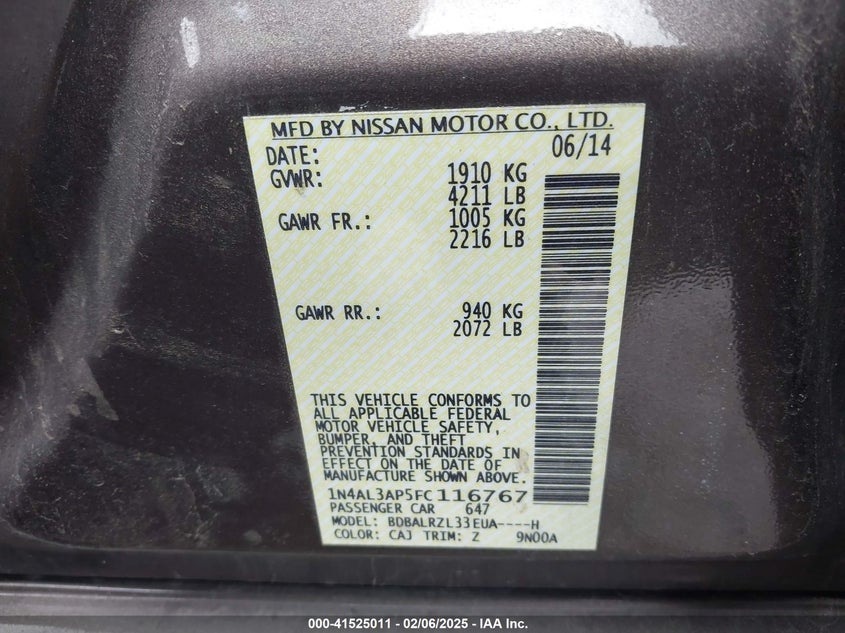 MFD BY NISSAN MOTOR CO., LTD.
DATE: 06/14
GVWR: 1910 KG
4211 LB
GAWR FR.: 1005 KG
2216 LB
GAWR RR.: 940 KG
2072 LB
THIS VEHICLE CONFORMS TO
ALL APPLICABLE FEDERAL
MOTOR VEHICLE SAFETY,
BUMPER, AND THEFT
PREVENTION STANDARDS IN
EFFECT ON THE DATE OF
MANUFACTURE SHOWN ABOVE.
1N4AL3AP5FC116767
PASSENGER CAR 647
MODEL: BDBALRZL33EUA----H
COLOR: CAJ TRIM: Z 9N00A
000-41525011 - 02/06/2025 - IAA Inc.